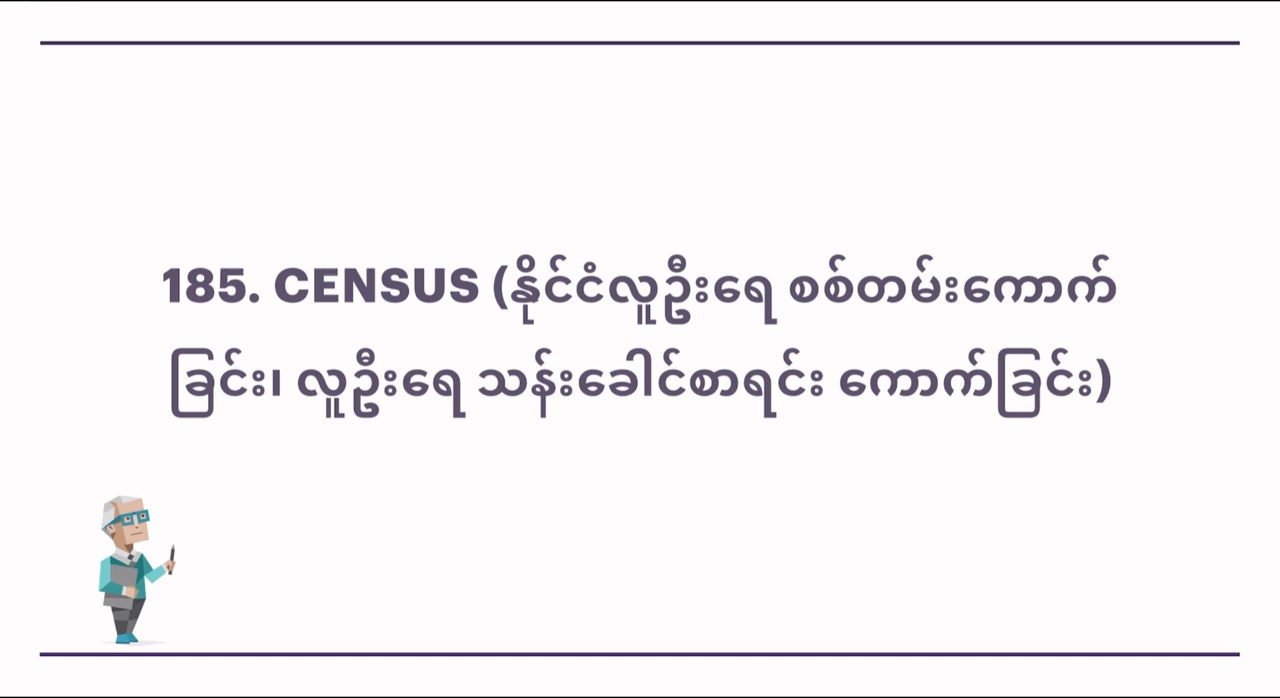 185. CENSUS (နိုင်ငံလူဦးရေ စစ်တမ်းကောက်
ခြင်း၊ လူဦးရေ သန်းခေါင်စာရင်း ကောက်ခြင်း)